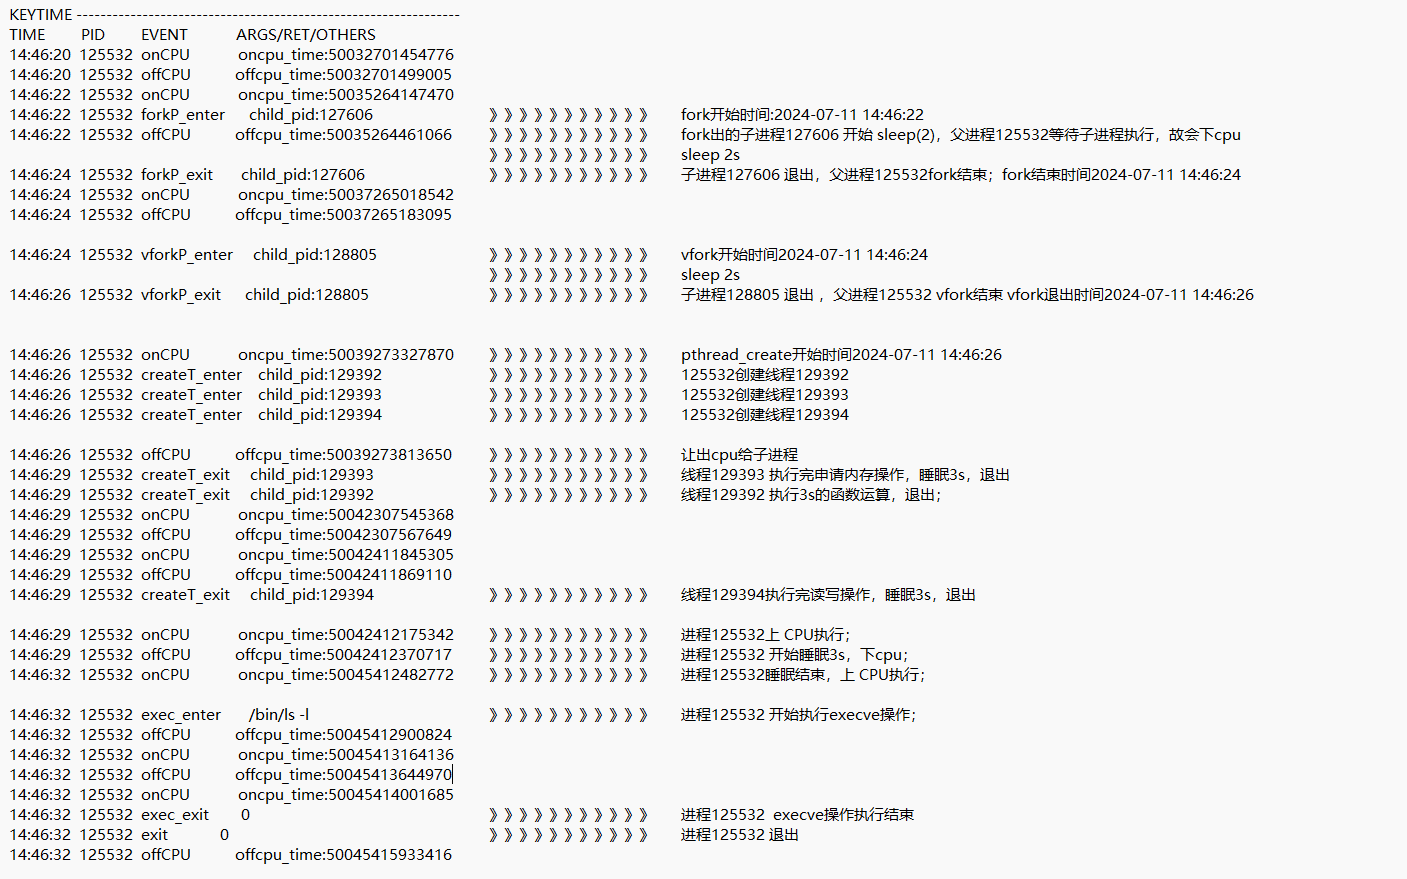 KEYTIME ----------------------------------------------------------------
TIME PID EVENT ARGS/RET/OTHERS
14:46:20 125532 onCPU oncpu_time:50032701454776
14:46:20 125532 offCPU offcpu_time:50032701499005
14:46:22 125532 onCPU oncpu_time:50035264147470
14:46:22 125532 forkP_enter child_pid:127606 》》》》》》》》》》》 fork开始时间:2024-07-11 14:46:22
14:46:22 125532 offCPU offcpu_time:50035264461066 》》》》》》》》》》》 fork出的子进程127606 开始 sleep(2)，父进程125532等待子进程执行，故会下cpu
》》》》》》》》》》》 sleep 2s
14:46:24 125532 forkP_exit child_pid:127606 》》》》》》》》》》》 子进程127606 退出，父进程125532fork结束；fork结束时间2024-07-11 14:46:24
14:46:24 125532 onCPU oncpu_time:50037265018542
14:46:24 125532 offCPU offcpu_time:50037265183095
14:46:24 125532 vforkP_enter child_pid:128805 》》》》》》》》》》》 vfork开始时间2024-07-11 14:46:24
》》》》》》》》》》》 sleep 2s
14:46:26 125532 vforkP_exit child_pid:128805 》》》》》》》》》》》 子进程128805 退出 ，父进程125532 vfork结束 vfork退出时间2024-07-11 14:46:26
14:46:26 125532 onCPU oncpu_time:50039273327870 》》》》》》》》》》》 pthread_create开始时间2024-07-11 14:46:26
14:46:26 125532 createT_enter child_pid:129392 》》》》》》》》》》》 125532创建线程129392
14:46:26 125532 createT_enter child_pid:129393 》》》》》》》》》》》 125532创建线程129393
14:46:26 125532 createT_enter child_pid:129394 》》》》》》》》》》》 125532创建线程129394
14:46:26 125532 offCPU offcpu_time:50039273813650 》》》》》》》》》》》 让出cpu给子进程
14:46:29 125532 createT_exit child_pid:129393 》》》》》》》》》》》 线程129393 执行完申请内存操作，睡眠3s，退出
14:46:29 125532 createT_exit child_pid:129392 》》》》》》》》》》》 线程129392 执行3s的函数运算，退出；
14:46:29 125532 onCPU oncpu_time:50042307545368
14:46:29 125532 offCPU offcpu_time:50042307567649
14:46:29 125532 onCPU oncpu_time:50042411845305
14:46:29 125532 offCPU offcpu_time:50042411869110
14:46:29 125532 createT_exit child_pid:129394 》》》》》》》》》》》 线程129394执行完读写操作，睡眠3s，退出
14:46:29 125532 onCPU oncpu_time:50042412175342 》》》》》》》》》》》 进程125532上 CPU执行；
14:46:29 125532 offCPU offcpu_time:50042412370717 》》》》》》》》》》》 进程125532 开始睡眠3s，下cpu；
14:46:32 125532 onCPU oncpu_time:50045412482772 》》》》》》》》》》》 进程125532睡眠结束，上 CPU执行；
14:46:32 125532 exec_enter /bin/ls -l 》》》》》》》》》》》 进程125532 开始执行execve操作；
14:46:32 125532 offCPU offcpu_time:50045412900824
14:46:32 125532 onCPU oncpu_time:50045413164136
14:46:32 125532 offCPU offcpu_time:50045413644970
14:46:32 125532 onCPU oncpu_time:50045414001685
14:46:32 125532 exec_exit 0 》》》》》》》》》》》 进程125532 execve操作执行结束
14:46:32 125532 exit 0 》》》》》》》》》》》 进程125532 退出
14:46:32 125532 offCPU offcpu_time:50045415933416